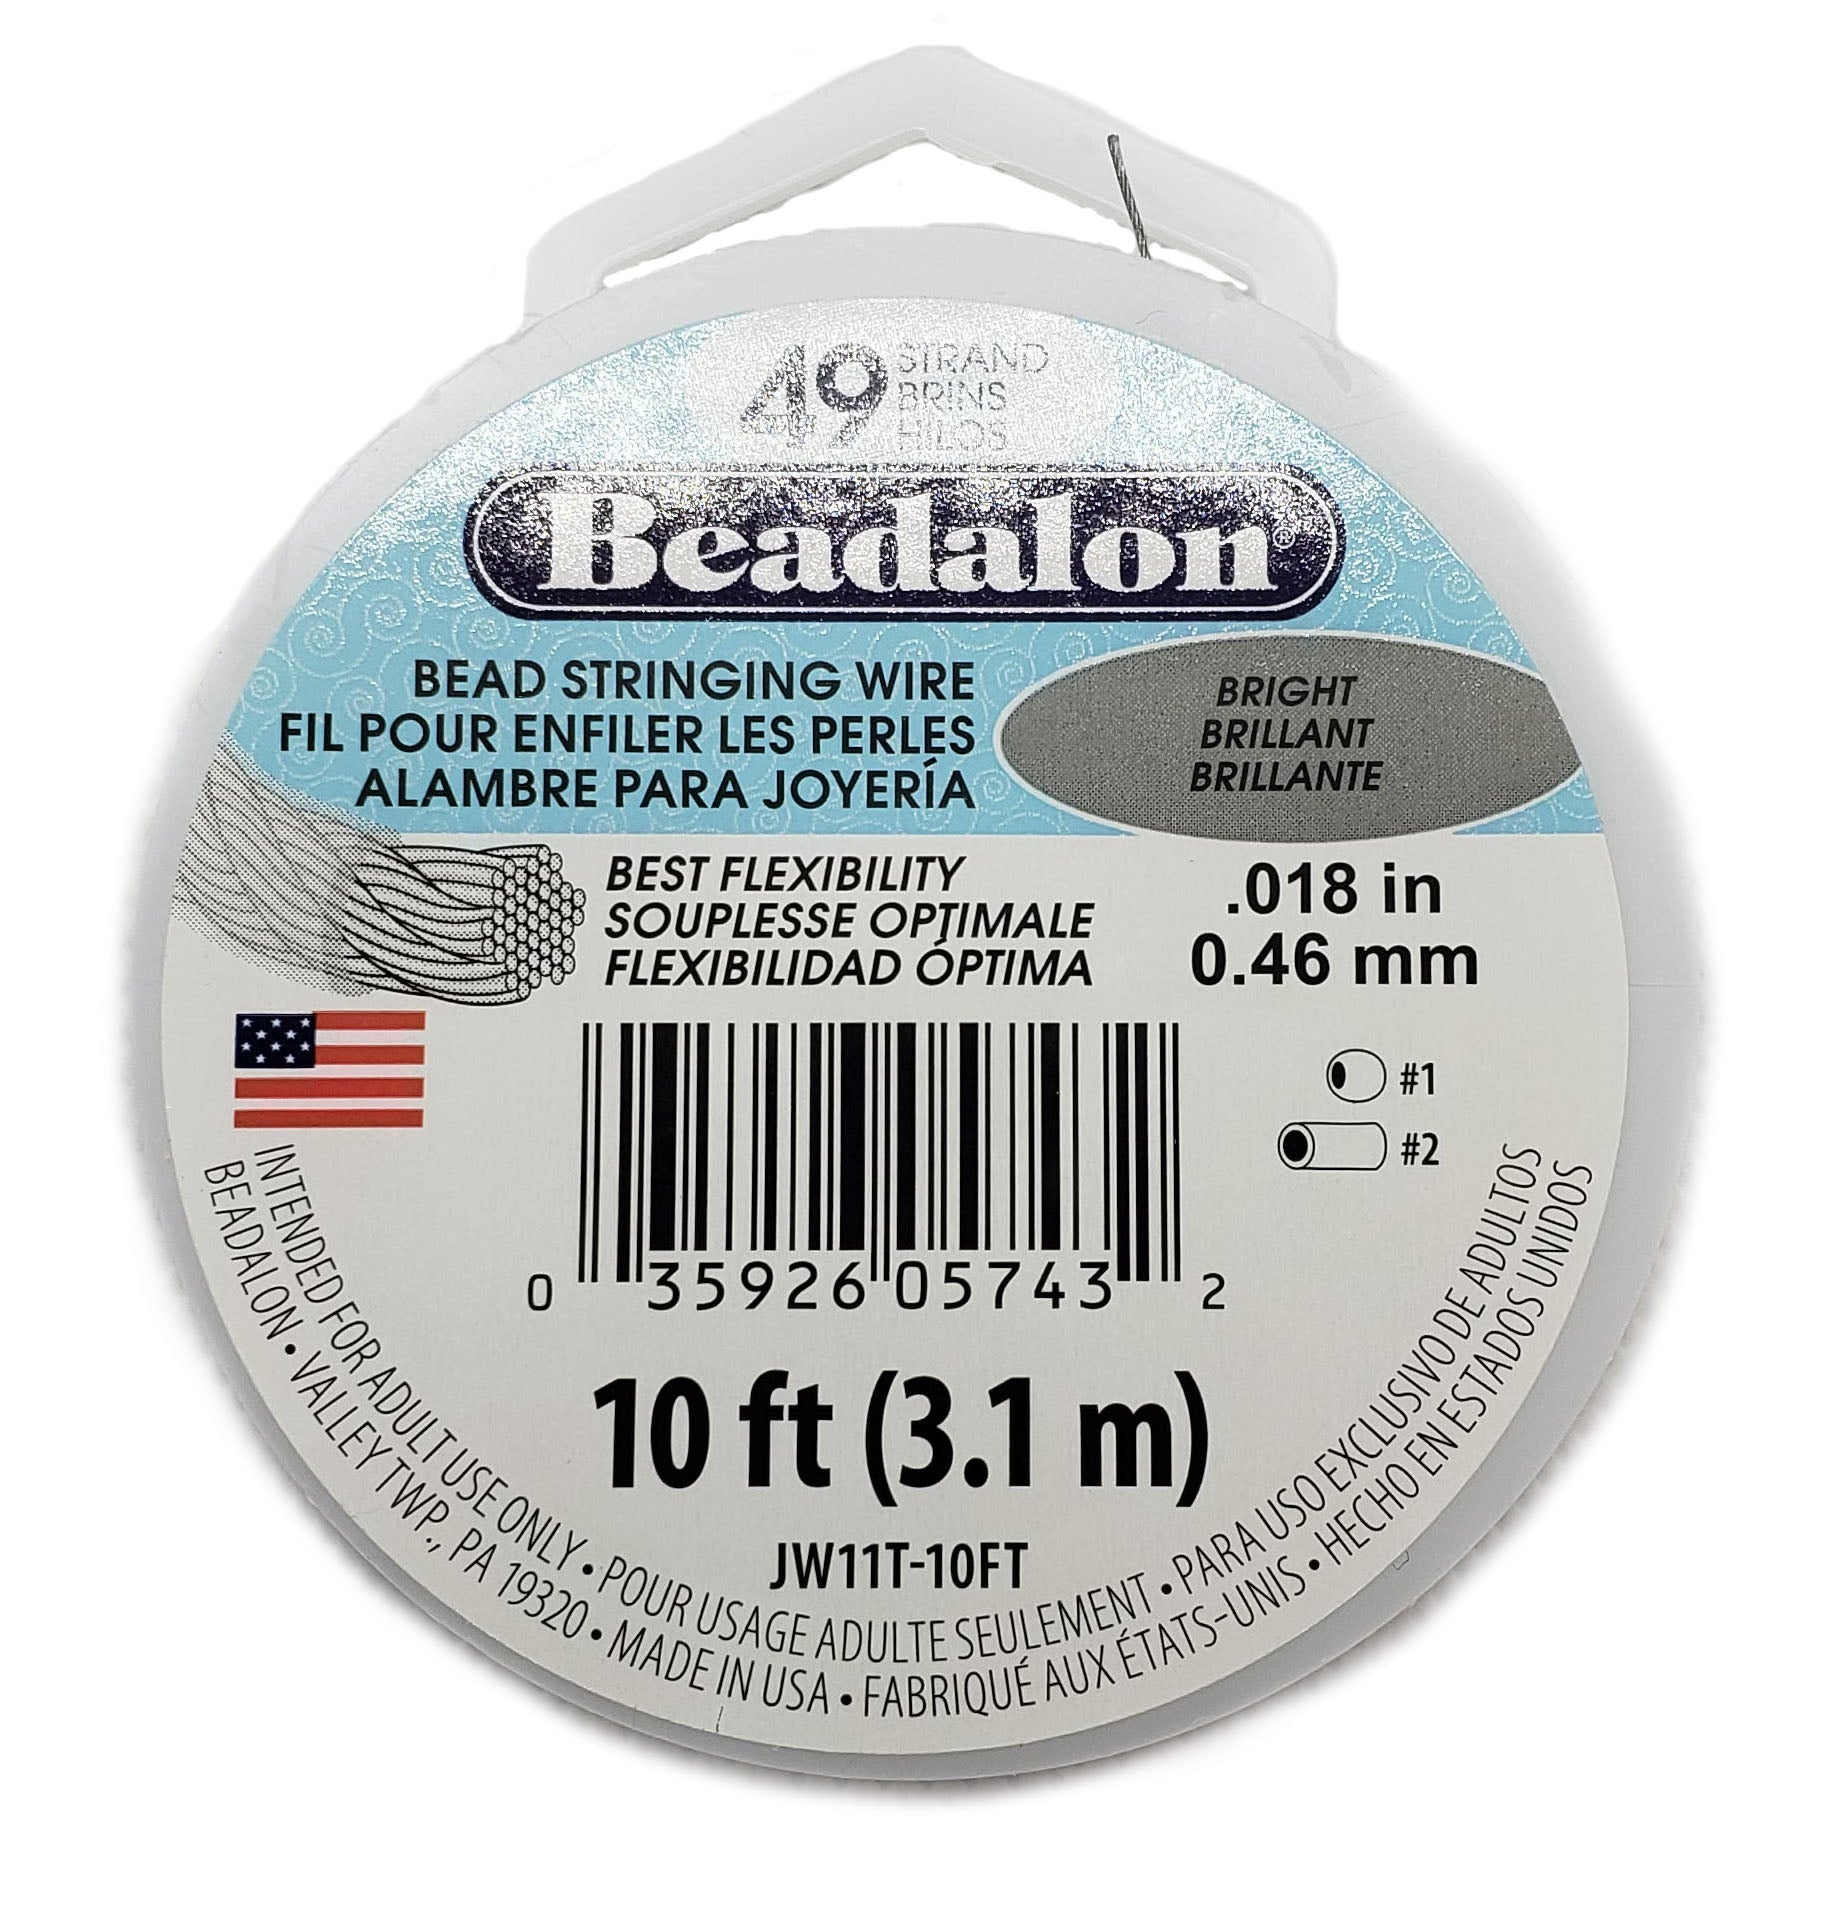 49 STRAND
BRINS
HILOS
Beadalon®
BEAD STRINGING WIRE
FIL POUR ENFILER LES PERLES
ALAMBRE PARA JOYERÍA
BRIGHT
BRILLANT
BRILLANTE
BEST FLEXIBILITY
SOUPLESSE OPTIMALE
FLEXIBILIDAD ÓPTIMA
.018 in
0.46 mm
#1
#2
0 35926 05743 2
10 ft (3.1 m)
JW11T-10FT
INTENDED FOR ADULT USE ONLY • POUR USAGE ADULTE SEULEMENT • PARA USO EXCLUSIVO DE ADULTOS
BEADALON • VALLEY TWP., PA 19320 • MADE IN USA • FABRIQUÉ AUX ÉTATS-UNIS • HECHO EN ESTADOS UNIDOS